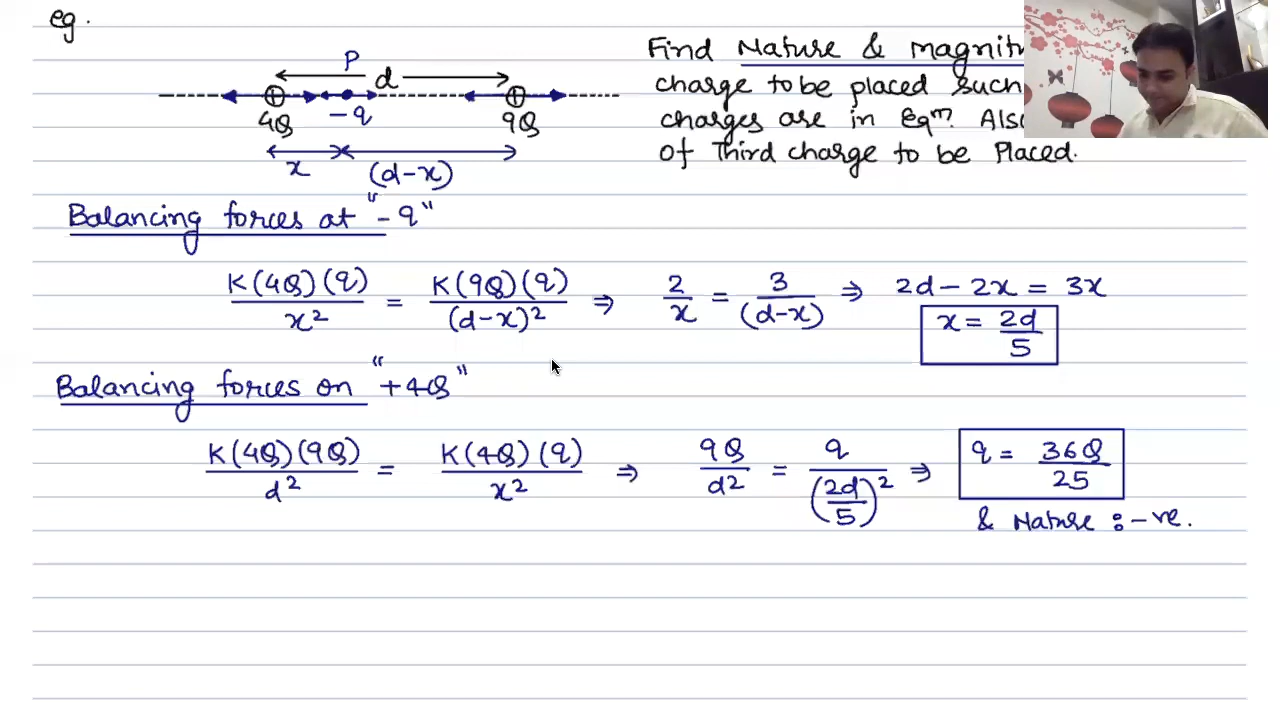 eg.
P
d
4Q
-q
9Q
x
(d-x)
Find Nature & magnit
charge to be placed such
charges are in Eqm. Als
of Third charge to be Placed.
Balancing forces at "-q"
K(4Q)(q)/x² = K(9Q)(q)/(d-x)² ⇒ 2/x = 3/(d-x) ⇒ 2d-2x = 3x
x = 2d/5
Balancing forces on "+4Q"
K(4Q)(9Q)/d² = K(4Q)(q)/x² ⇒ 9Q/d² = q/(2d/5)² ⇒ q = 36Q/25
& Nature :-ve.